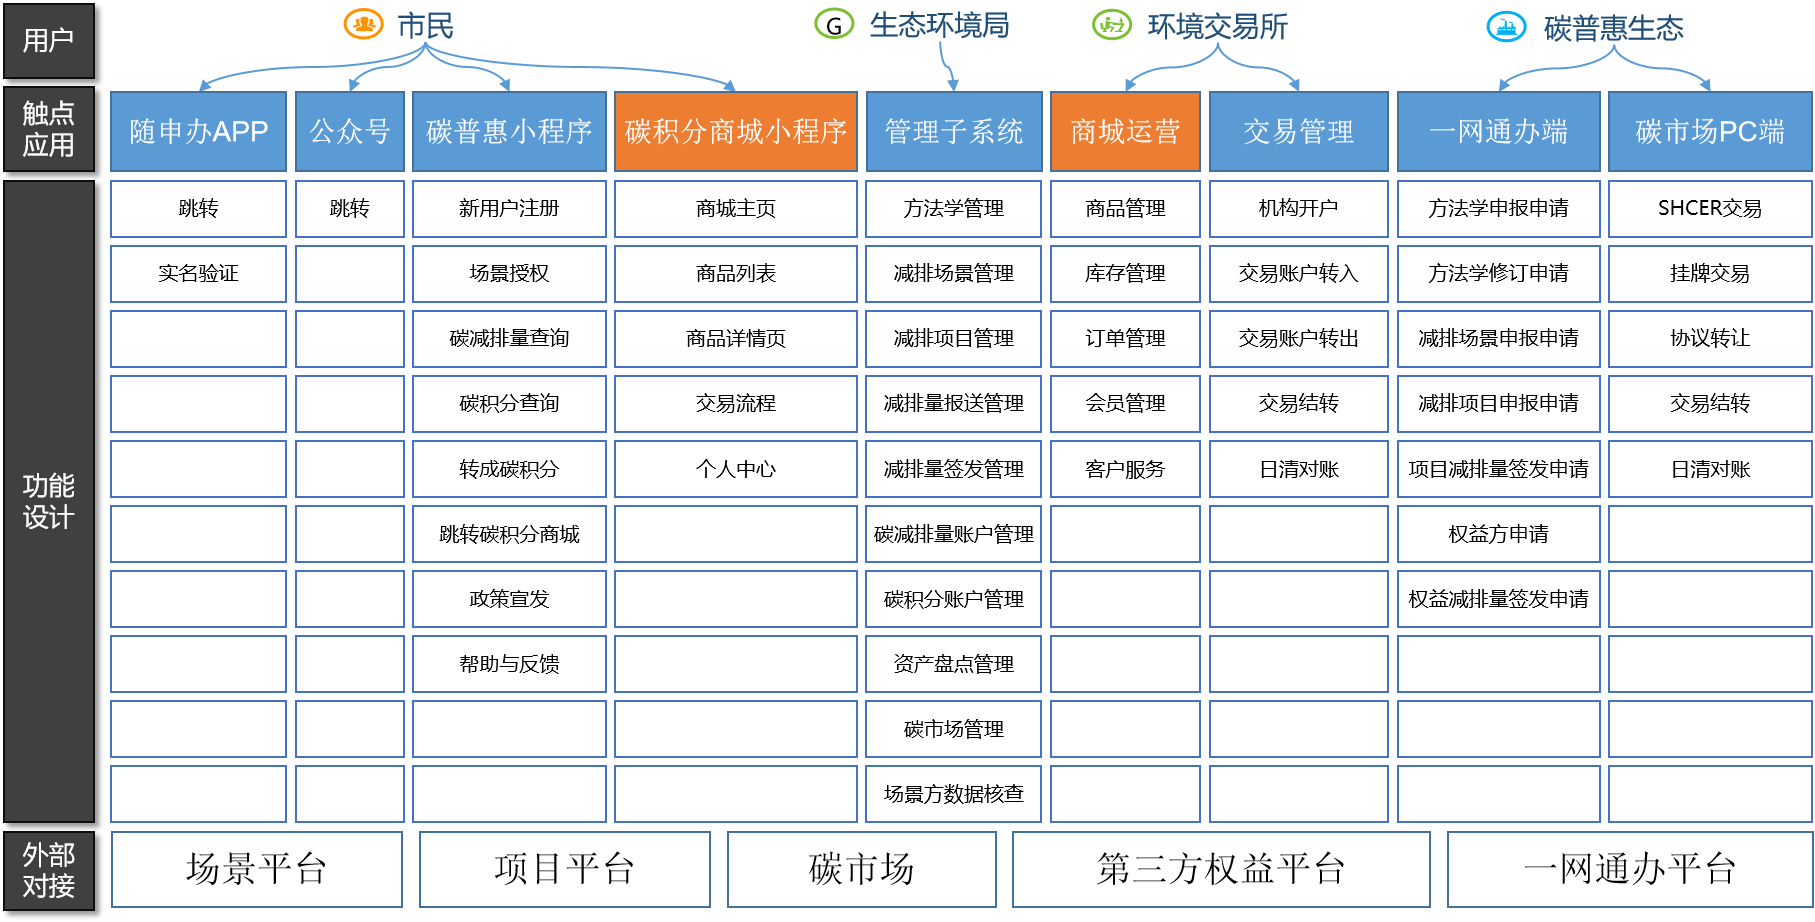 用户
市民
G
生态环境局
环境交易所
碳普惠生态
触点
应用
随申办APP
公众号
碳普惠小程序
碳积分商城小程序
管理子系统
商城运营
交易管理
一网通办端
碳市场PC端
功能
设计
跳转
跳转
新用户注册
商城主页
方法学管理
商品管理
机构开户
方法学申报申请
SHCER交易
实名验证
场景授权
商品列表
减排场景管理
库存管理
交易账户转入
方法学修订申请
挂牌交易
碳减排量查询
商品详情页
减排项目管理
订单管理
交易账户转出
减排场景申报申请
协议转让
碳积分查询
交易流程
减排量报送管理
会员管理
交易结转
减排项目申报申请
交易结转
转成碳积分
个人中心
减排量签发管理
客户服务
日清对账
项目减排量签发申请
日清对账
跳转碳积分商城
碳减排量账户管理
权益方申请
政策宣发
碳积分账户管理
权益减排量签发申请
帮助与反馈
资产盘点管理
碳市场管理
场景方数据核查
外部
对接
场景平台
项目平台
碳市场
第三方权益平台
一网通办平台